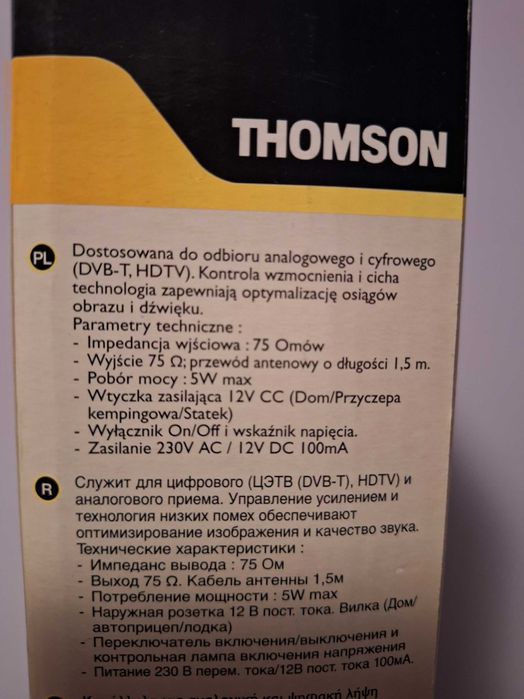 THOMSON
PL
Dostosowana do odbioru analogowego i cyfrowego
(DVB-T, HDTV). Kontrola wzmocnienia i cicha
technologia zapewniają optymalizację osiągów
obrazu i dźwięku.
Parametry techniczne :
- Impedancja wjściowa : 75 Omów
- Wyjście 75 Ω; przewód antenowy o długości 1,5 m.
- Pobór mocy : 5W max
- Wtyczka zasilająca 12V CC (Dom/Przyczepa
kempingowa/Statek)
- Wyłącznik On/Off i wskaźnik napięcia.
- Zasilanie 230V AC / 12V DC 100mA
R
Служит для цифрового (ЦЭТВ (DVB-T), HDTV) и
аналогового приема. Управление усилением и
технология низких помех обеспечивают
оптимизирование изображения и качество звука.
Технические характеристики :
- Импеданс вывода : 75 Ом
- Выход 75 Ω. Кабель антенны 1,5м
- Потребление мощности : 5W max
- Наружная розетка 12 В пост. тока. Вилка (Дом/
автоприцеп/лодка)
- Переключатель включения/выключения и
контрольная лампа включения напряжения
- Питание 230 В перем. тока/12В пост. тока 100мА.